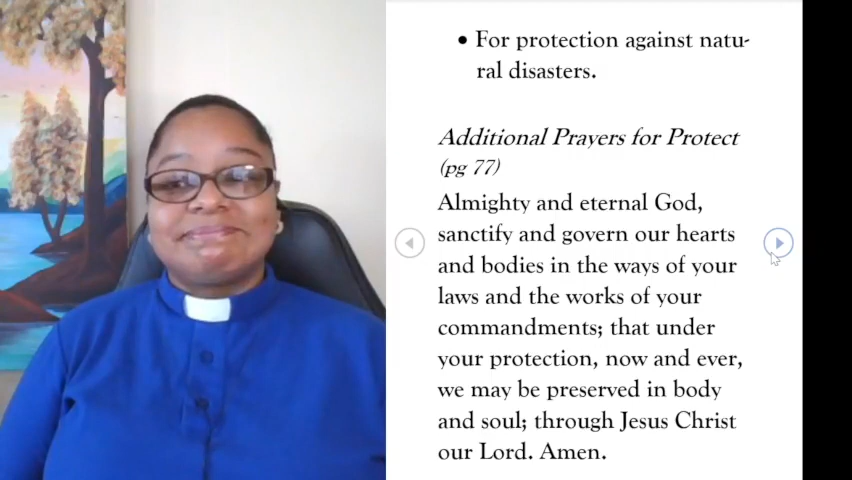 • For protection against natu-
ral disasters.
Additional Prayers for Protect
(pg 77)
Almighty and eternal God,
sanctify and govern our hearts
and bodies in the ways of your
laws and the works of your
commandments; that under
your protection, now and ever,
we may be preserved in body
and soul; through Jesus Christ
our Lord. Amen.